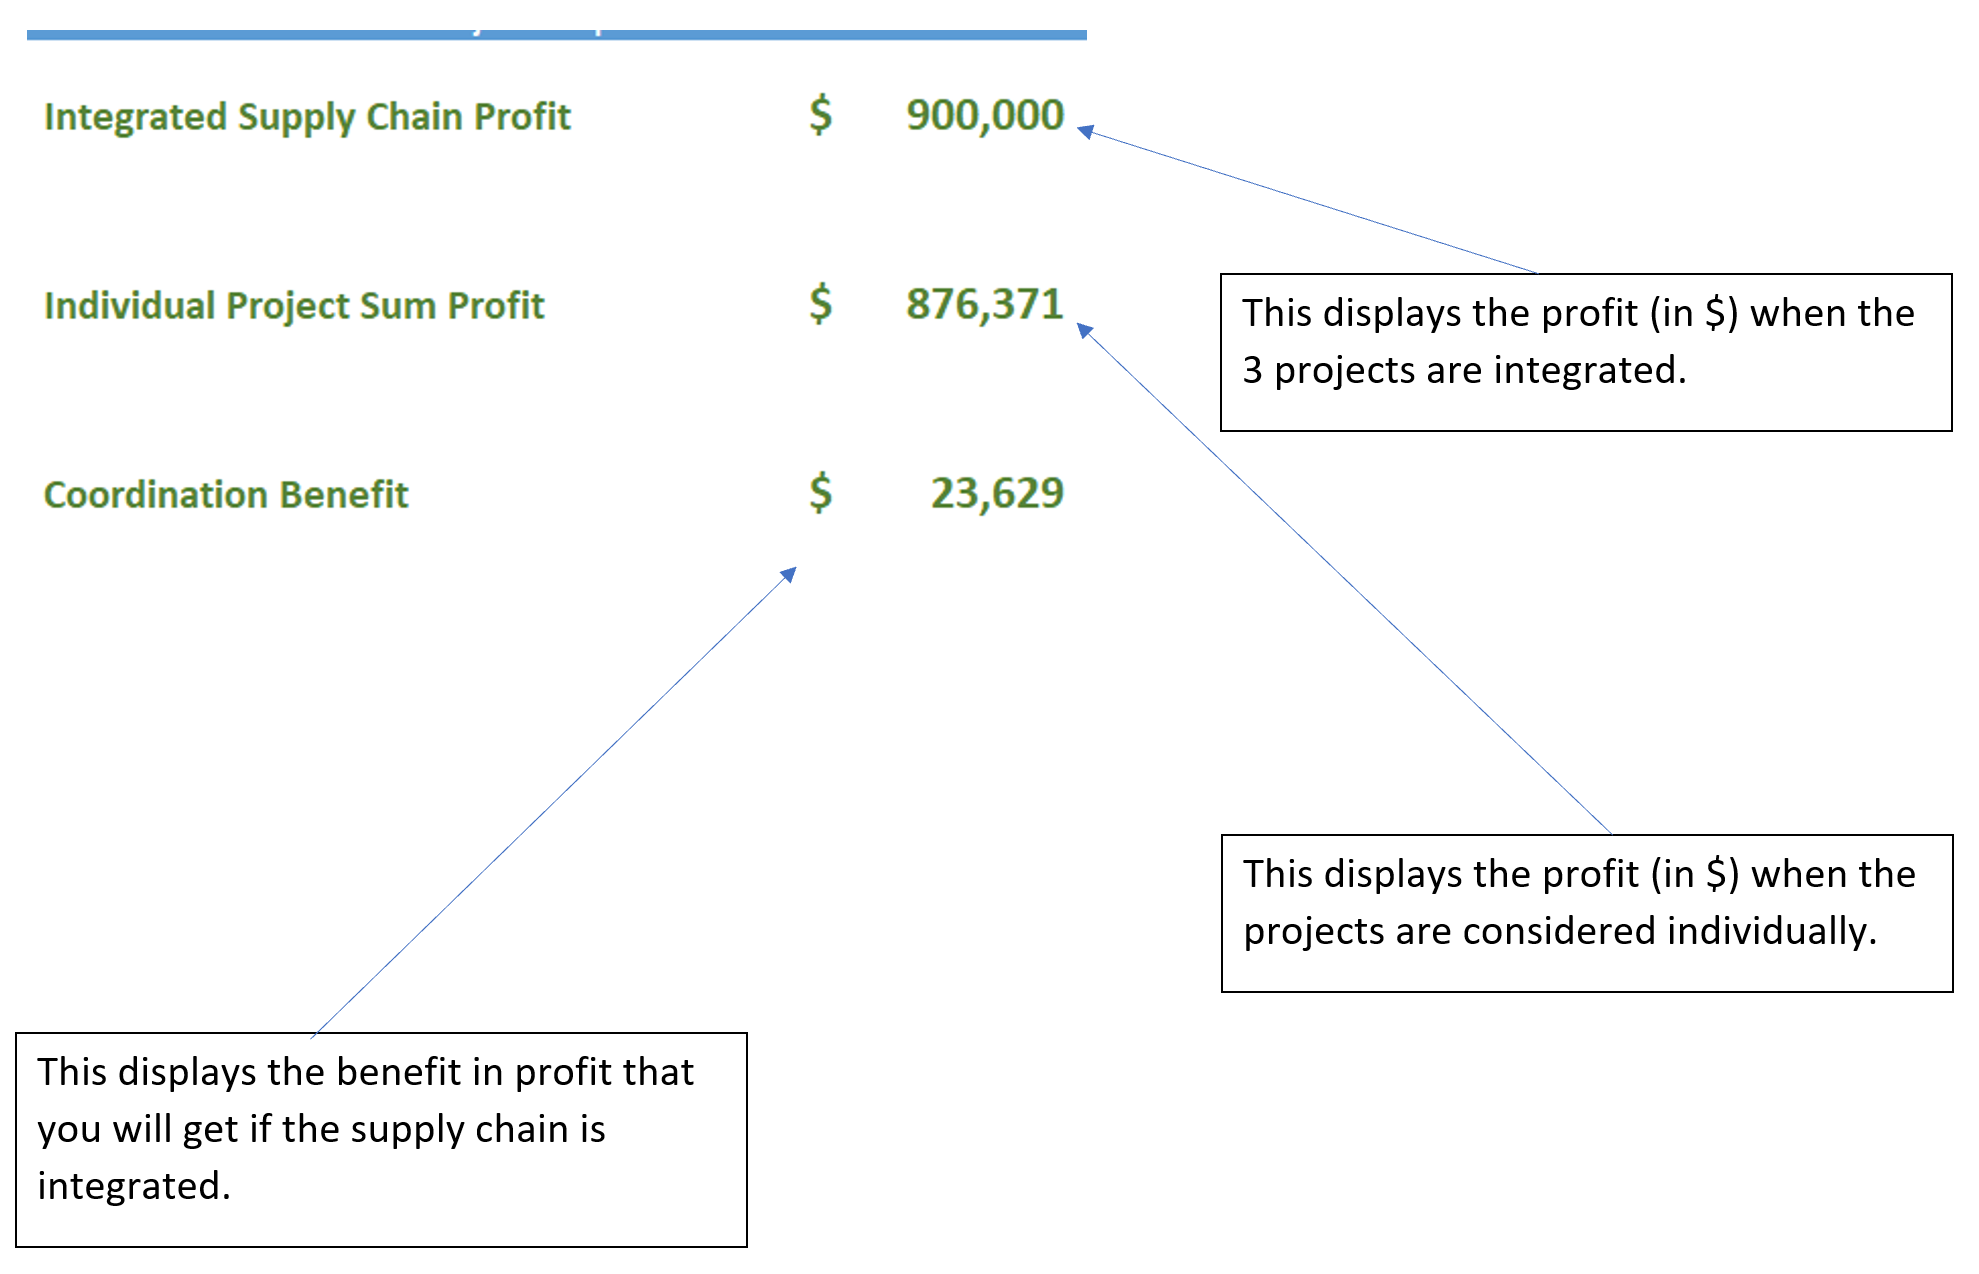 Integrated Supply Chain Profit $ 900,000
This displays the profit (in $) when the
3 projects are integrated.
Individual Project Sum Profit $ 876,371
Coordination Benefit $ 23,629
This displays the profit (in $) when the
projects are considered individually.
This displays the benefit in profit that
you will get if the supply chain is
integrated.